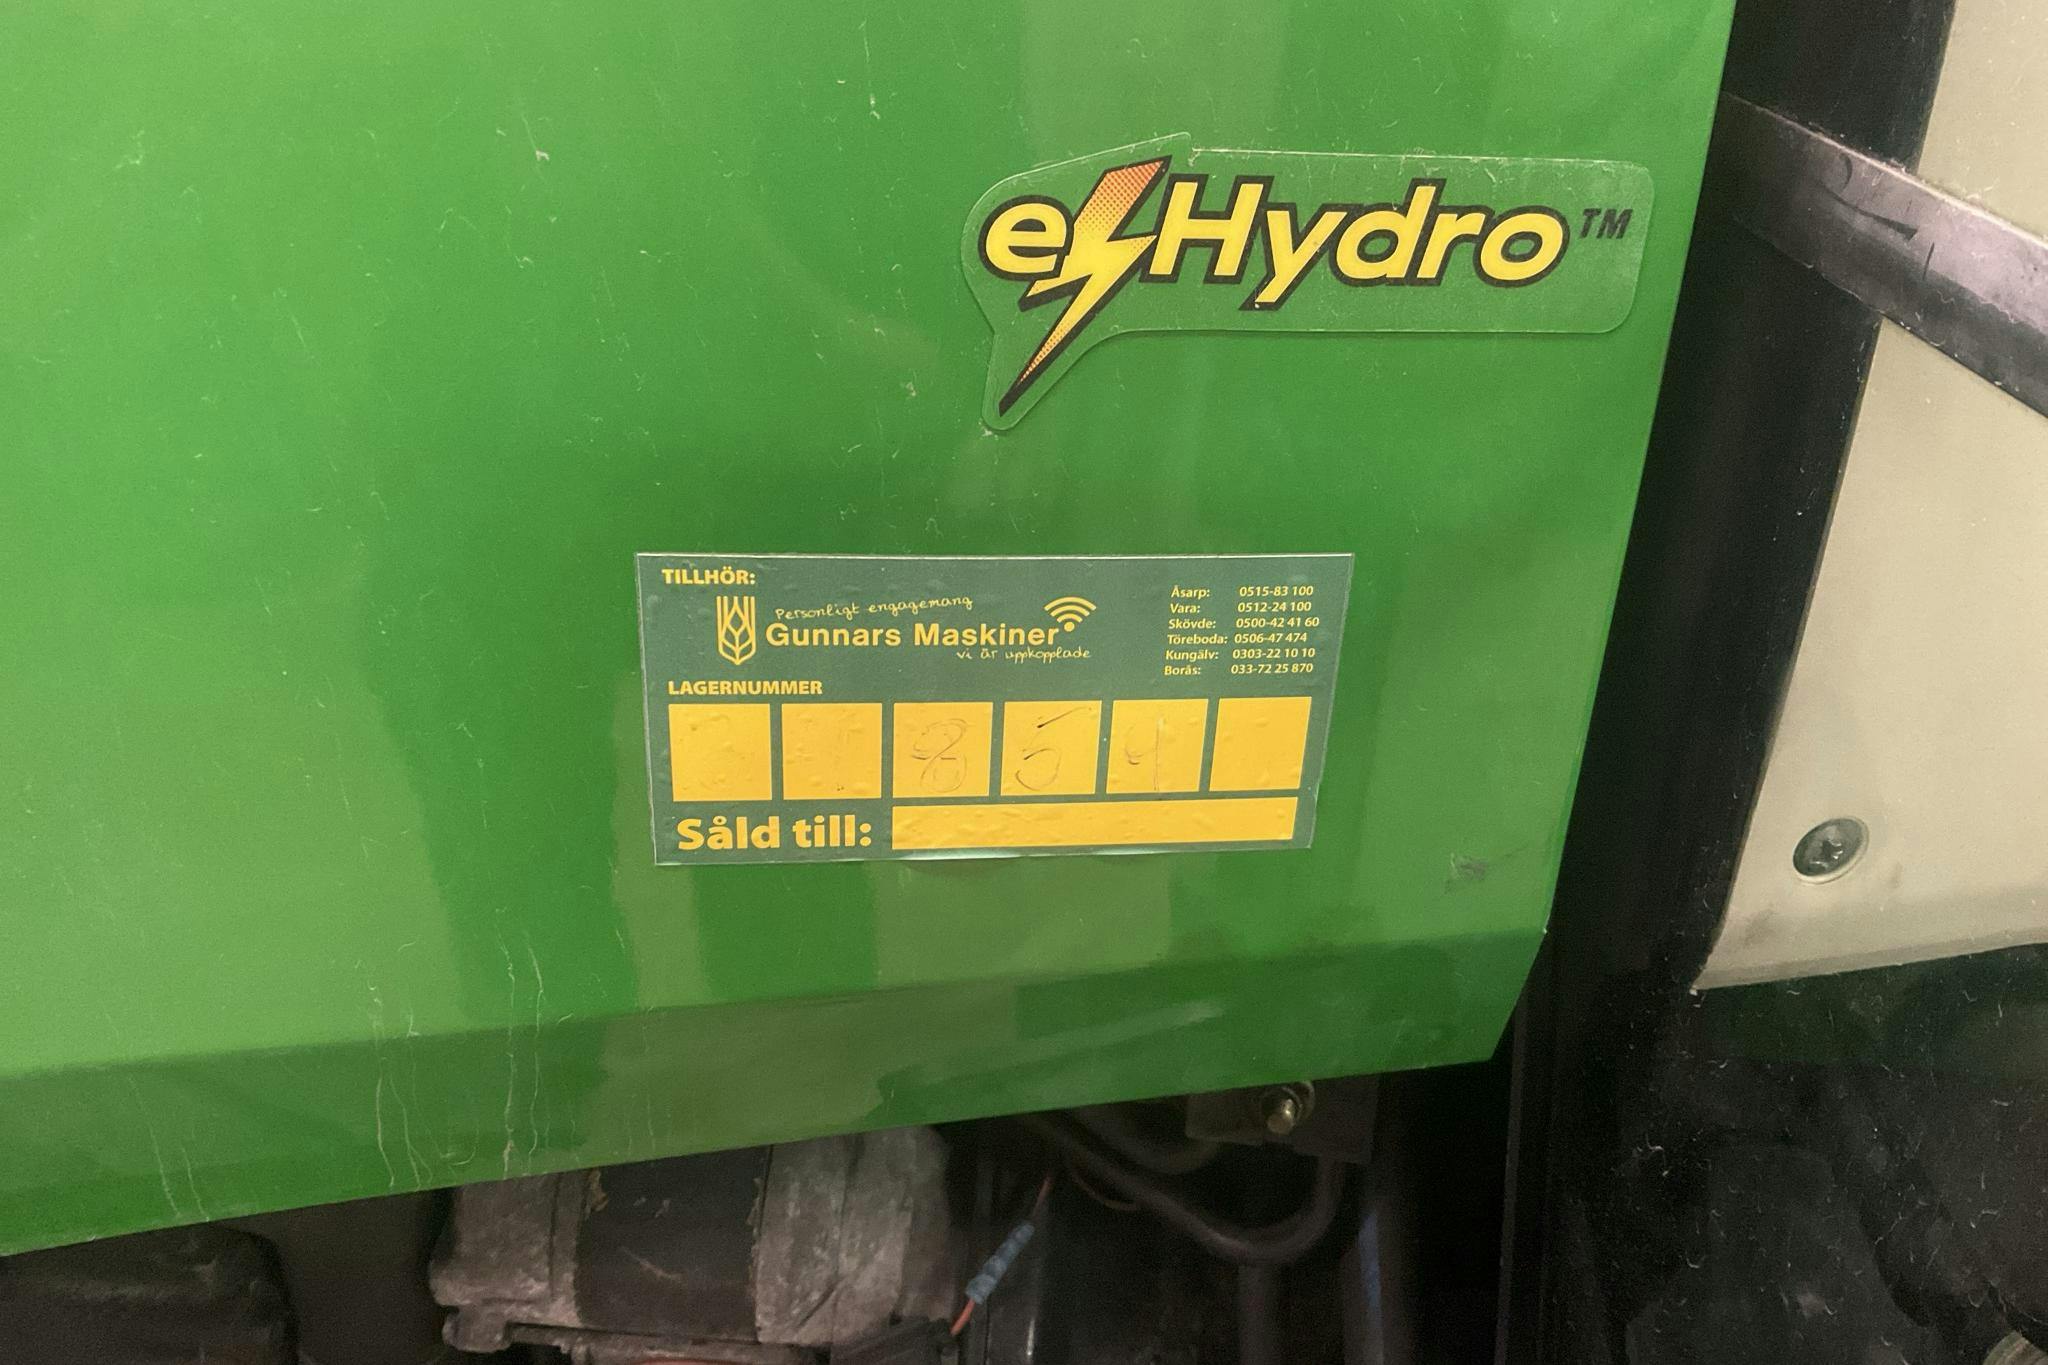 eHydro™
TILLHÖR:
Personligt engagemang
Gunnars Maskiner
vi är uppkopplade
Åsarp: 0515-83 100
Vara: 0512-24 100
Skövde: 0500-42 41 60
Töreboda: 0506-47 474
Kungälv: 0303-22 10 10
Borås: 033-72 25 870
LAGERNUMMER
1 8 5 4
Såld till: